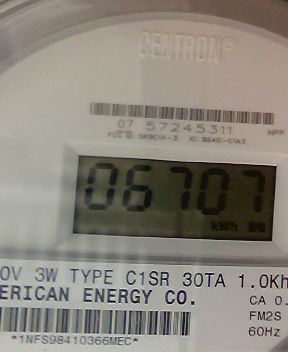 CENTRON®
07 57245311
06707
kWh
0V 3W TYPE C1SR 30TA 1.0Kh
ERICAN ENERGY CO.
CA 0.
FM2S
60Hz
*1NFS98410366MEC*